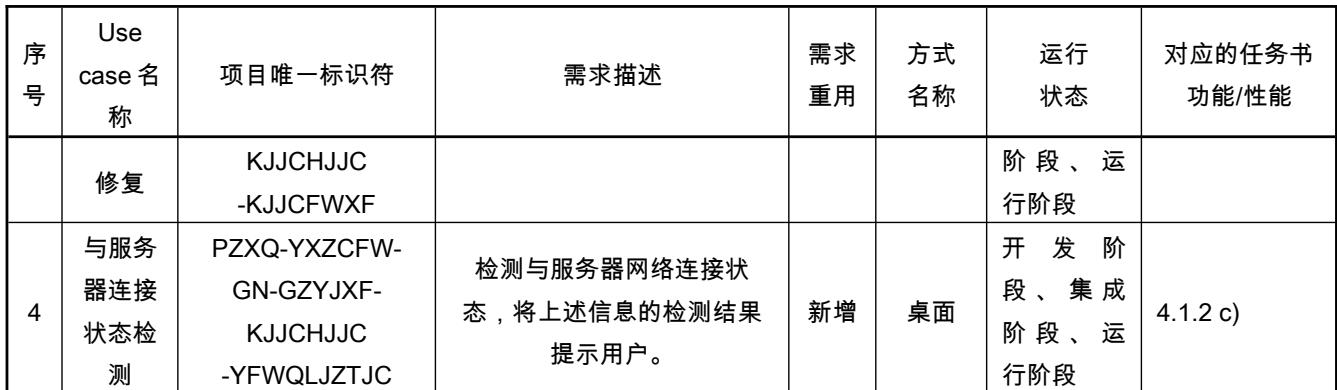 序
号
Use
case 名
称
项目唯一标识符
需求描述
需求
重用
方式
名称
运行
状态
对应的任务书
功能/性能
修复
KJJCHJJC
-KJJCFWXF
阶段、运
行阶段
4
与服务
器连接
状态检
测
PZXQ-YXZCFW-
GN-GZYJXF-
KJJCHJJC
-YFWQLJZTJC
检测与服务器网络连接状
态，将上述信息的检测结果
提示用户。
新增
桌面
开发阶
段、集成
阶段、运
行阶段
4.1.2 c)